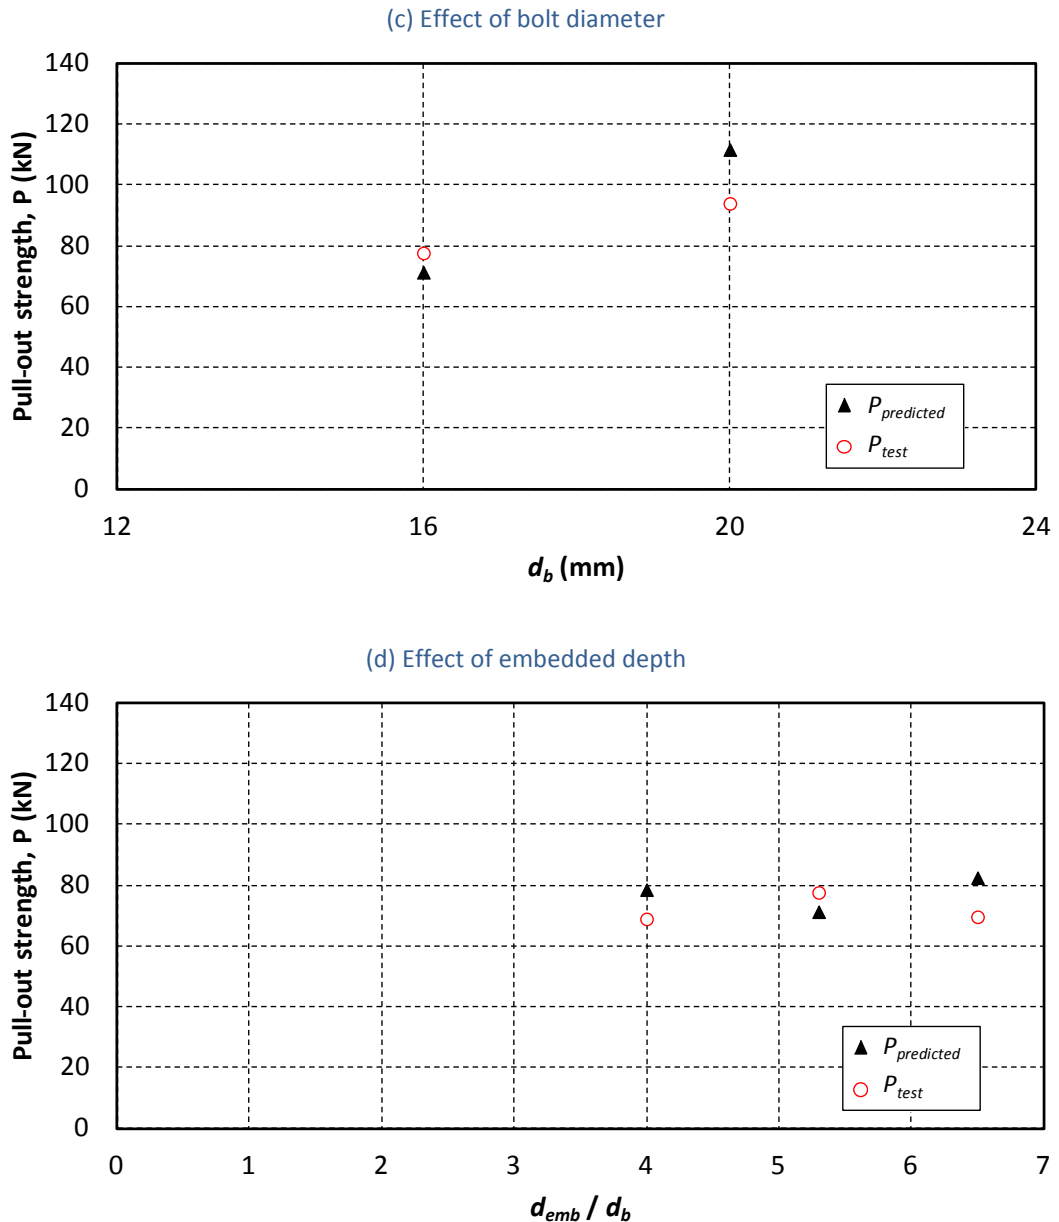 (c) Effect of bolt diameter
Pull-out strength, P (kN)
140
120
100
80
60
40
20
0
P_predicted
P_test
12 16 20 24
d_b (mm)
(d) Effect of embedded depth
Pull-out strength, P (kN)
140
120
100
80
60
40
20
0
P_predicted
P_test
0 1 2 3 4 5 6 7
d_emb / d_b